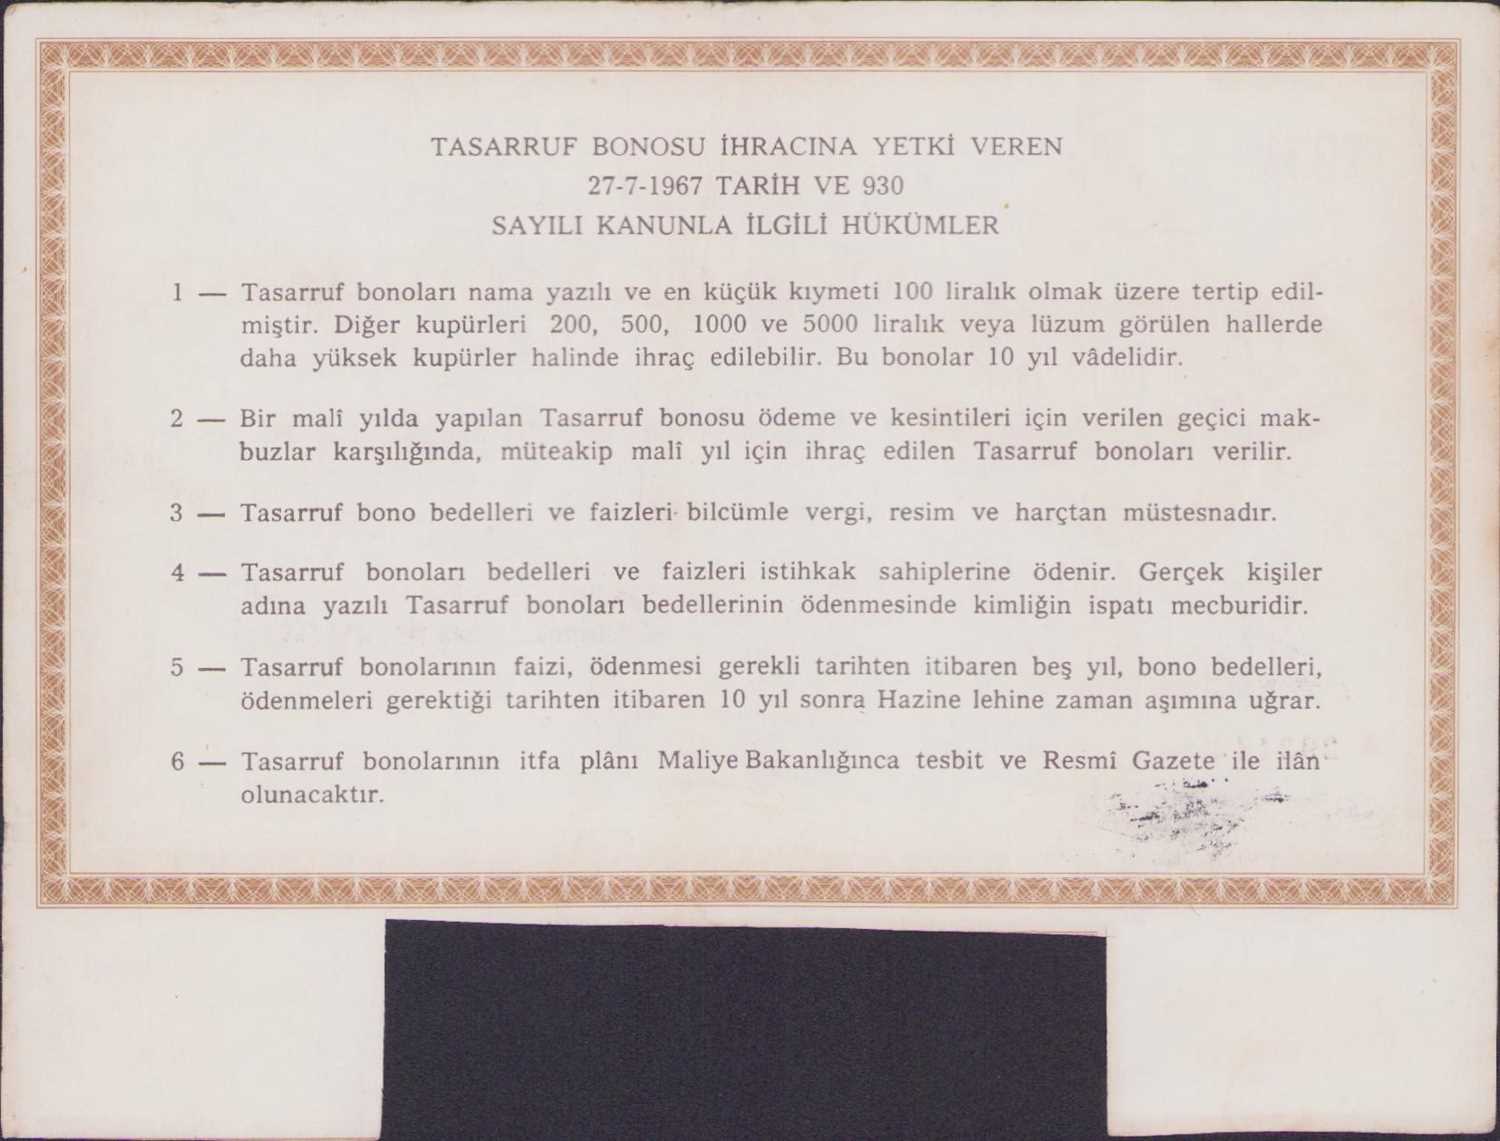 TASARRUF BONOSU İHRACINA YETKİ VEREN
27-7-1967 TARİH VE 930
SAYILI KANUNLA İLGİLİ HÜKÜMLER
1 — Tasarruf bonoları nama yazılı ve en küçük kıymeti 100 liralık olmak üzere tertip edil-
miştir. Diğer kupürleri 200, 500, 1000 ve 5000 liralık veya lüzum görülen hallerde
daha yüksek kupürler halinde ihraç edilebilir. Bu bonolar 10 yıl vâdelidir.
2 — Bir malî yılda yapılan Tasarruf bonosu ödeme ve kesintileri için verilen geçici mak-
buzlar karşılığında, müteakip malî yıl için ihraç edilen Tasarruf bonoları verilir.
3 — Tasarruf bono bedelleri ve faizleri bilcümle vergi, resim ve harçtan müstesnadır.
4 — Tasarruf bonoları bedelleri ve faizleri istihkak sahiplerine ödenir. Gerçek kişiler
adına yazılı Tasarruf bonoları bedellerinin ödenmesinde kimliğin ispatı mecburidir.
5 — Tasarruf bonolarının faizi, ödenmesi gerekli tarihten itibaren beş yıl, bono bedelleri,
ödenmeleri gerektiği tarihten itibaren 10 yıl sonra Hazine lehine zaman aşımına uğrar.
6 — Tasarruf bonolarının itfa plânı Maliye Bakanlığınca tesbit ve Resmî Gazete ile ilân
olunacaktır.